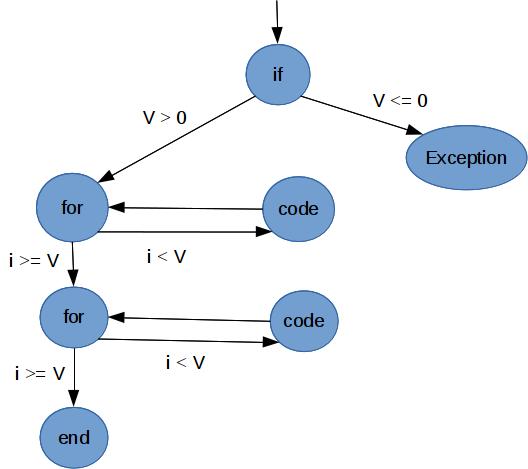 if
V > 0
V <= 0
Exception
for
code
i >= V
i < V
for
code
i >= V
i < V
end